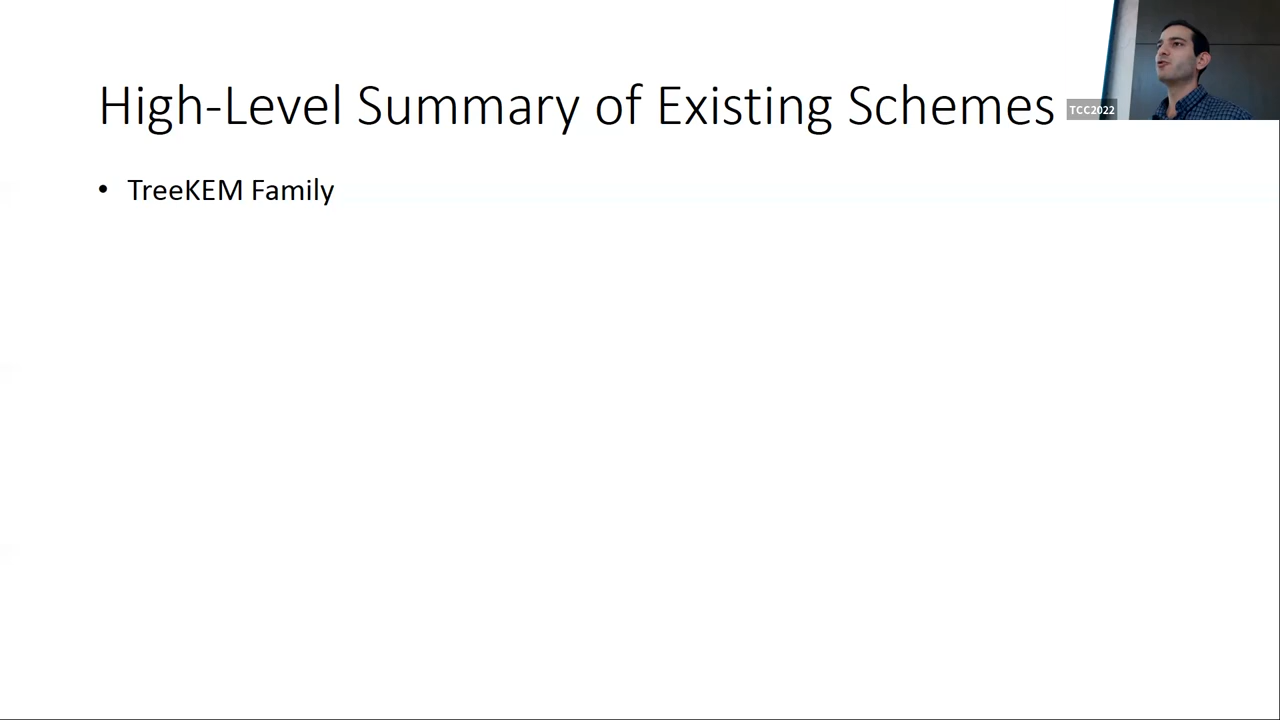 High-Level Summary of Existing Schemes
TCC2022
• TreeKEM Family